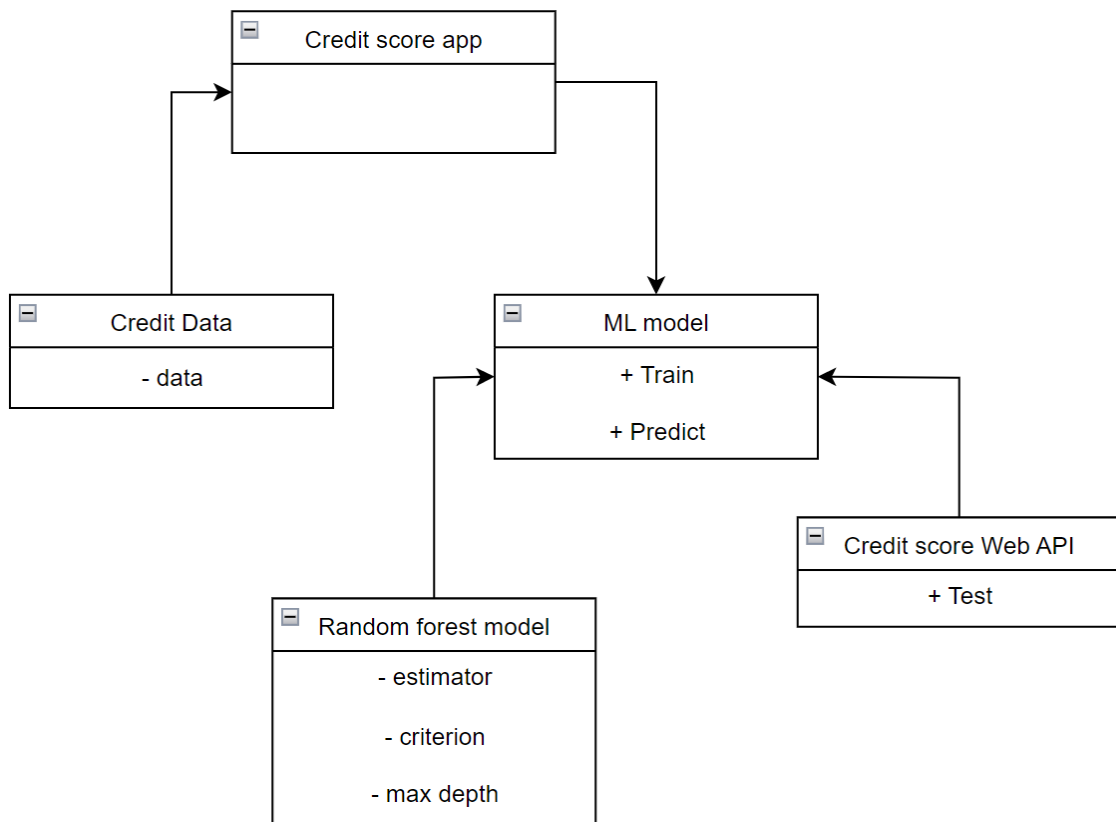 Credit score app
Credit Data
- data
ML model
+ Train
+ Predict
Credit score Web API
+ Test
Random forest model
- estimator
- criterion
- max depth